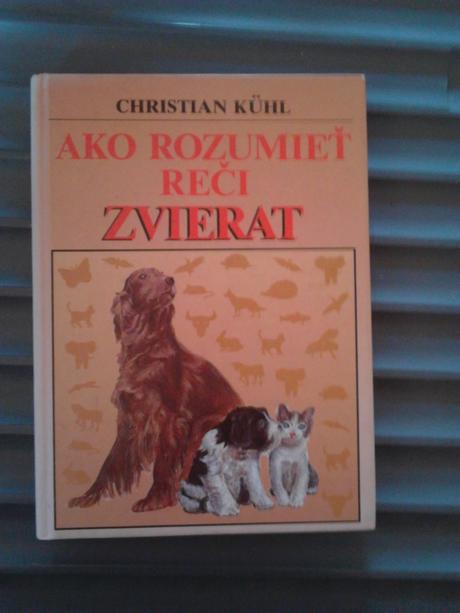 CHRISTIAN KÜHL
AKO ROZUMIEŤ
REČI
ZVIERAT